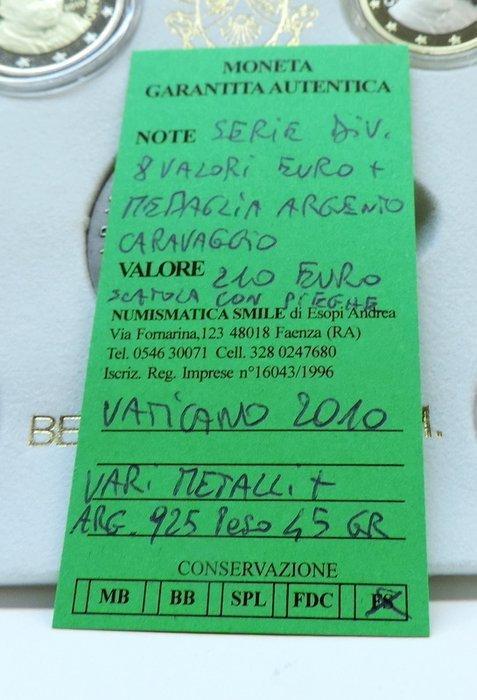 MONETA
GARANTITA AUTENTICA
NOTE SERIE DIV.
8 VALORI EURO +
MEDAGLIA ARGENTO
CARAVAGGIO
VALORE 210 EURO
SCATOLA CON PIEGHE
NUMISMATICA SMILE di Esopi Andrea
Via Fornarina,123 48018 Faenza (RA)
Tel. 0546 30071 Cell. 328 0247680
Iscriz. Reg. Imprese n°16043/1996
BE
M.
VATICANO 2010
VARI METALLI +
ARG. 925 Peso 45 GR
CONSERVAZIONE
MB BB SPL FDC FS